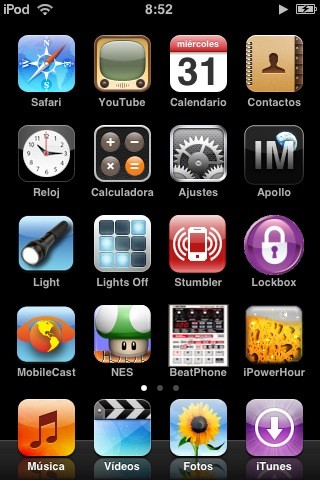 iPod 8:52
miércoles
31
Safari YouTube Calendario Contactos
IM
Reloj Calculadora Ajustes Apollo
Light Lights Off Stumbler Lockbox
MobileCast NES BeatPhone iPowerHour
Música Vídeos Fotos iTunes